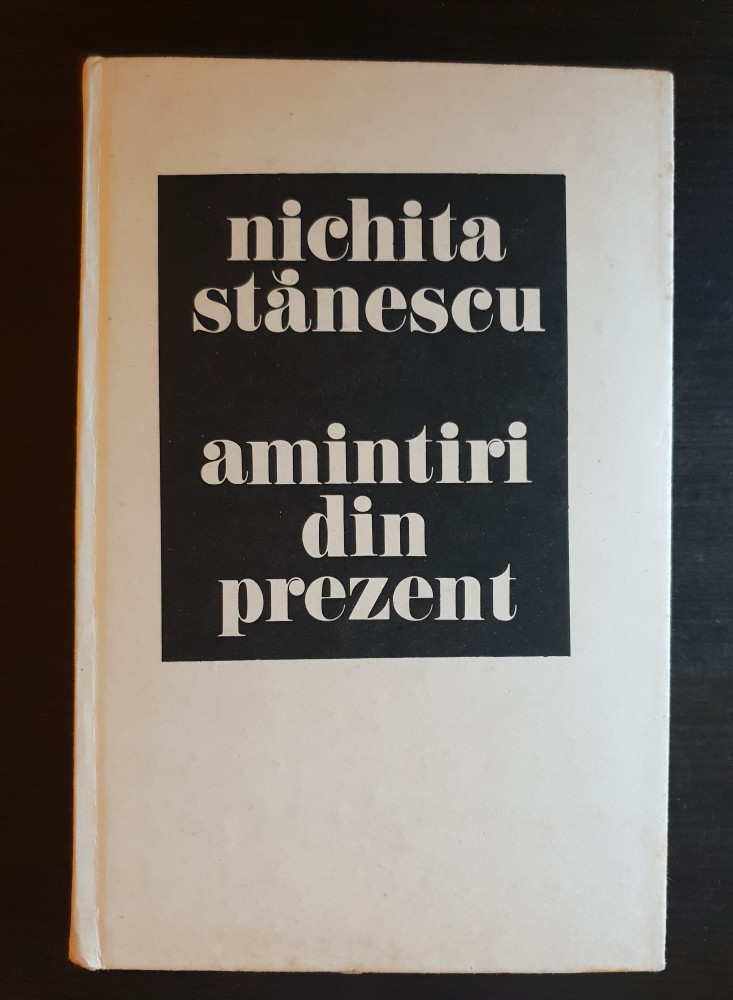 nichita
stănescu
amintiri
din
prezent